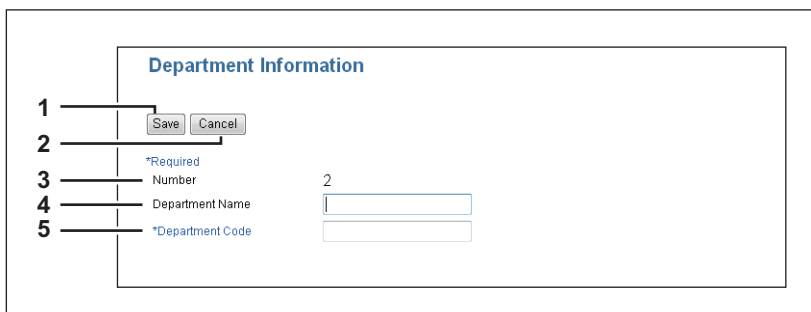 Department Information
1
Save Cancel
2
*Required
3 Number 2
4 Department Name
5 *Department Code